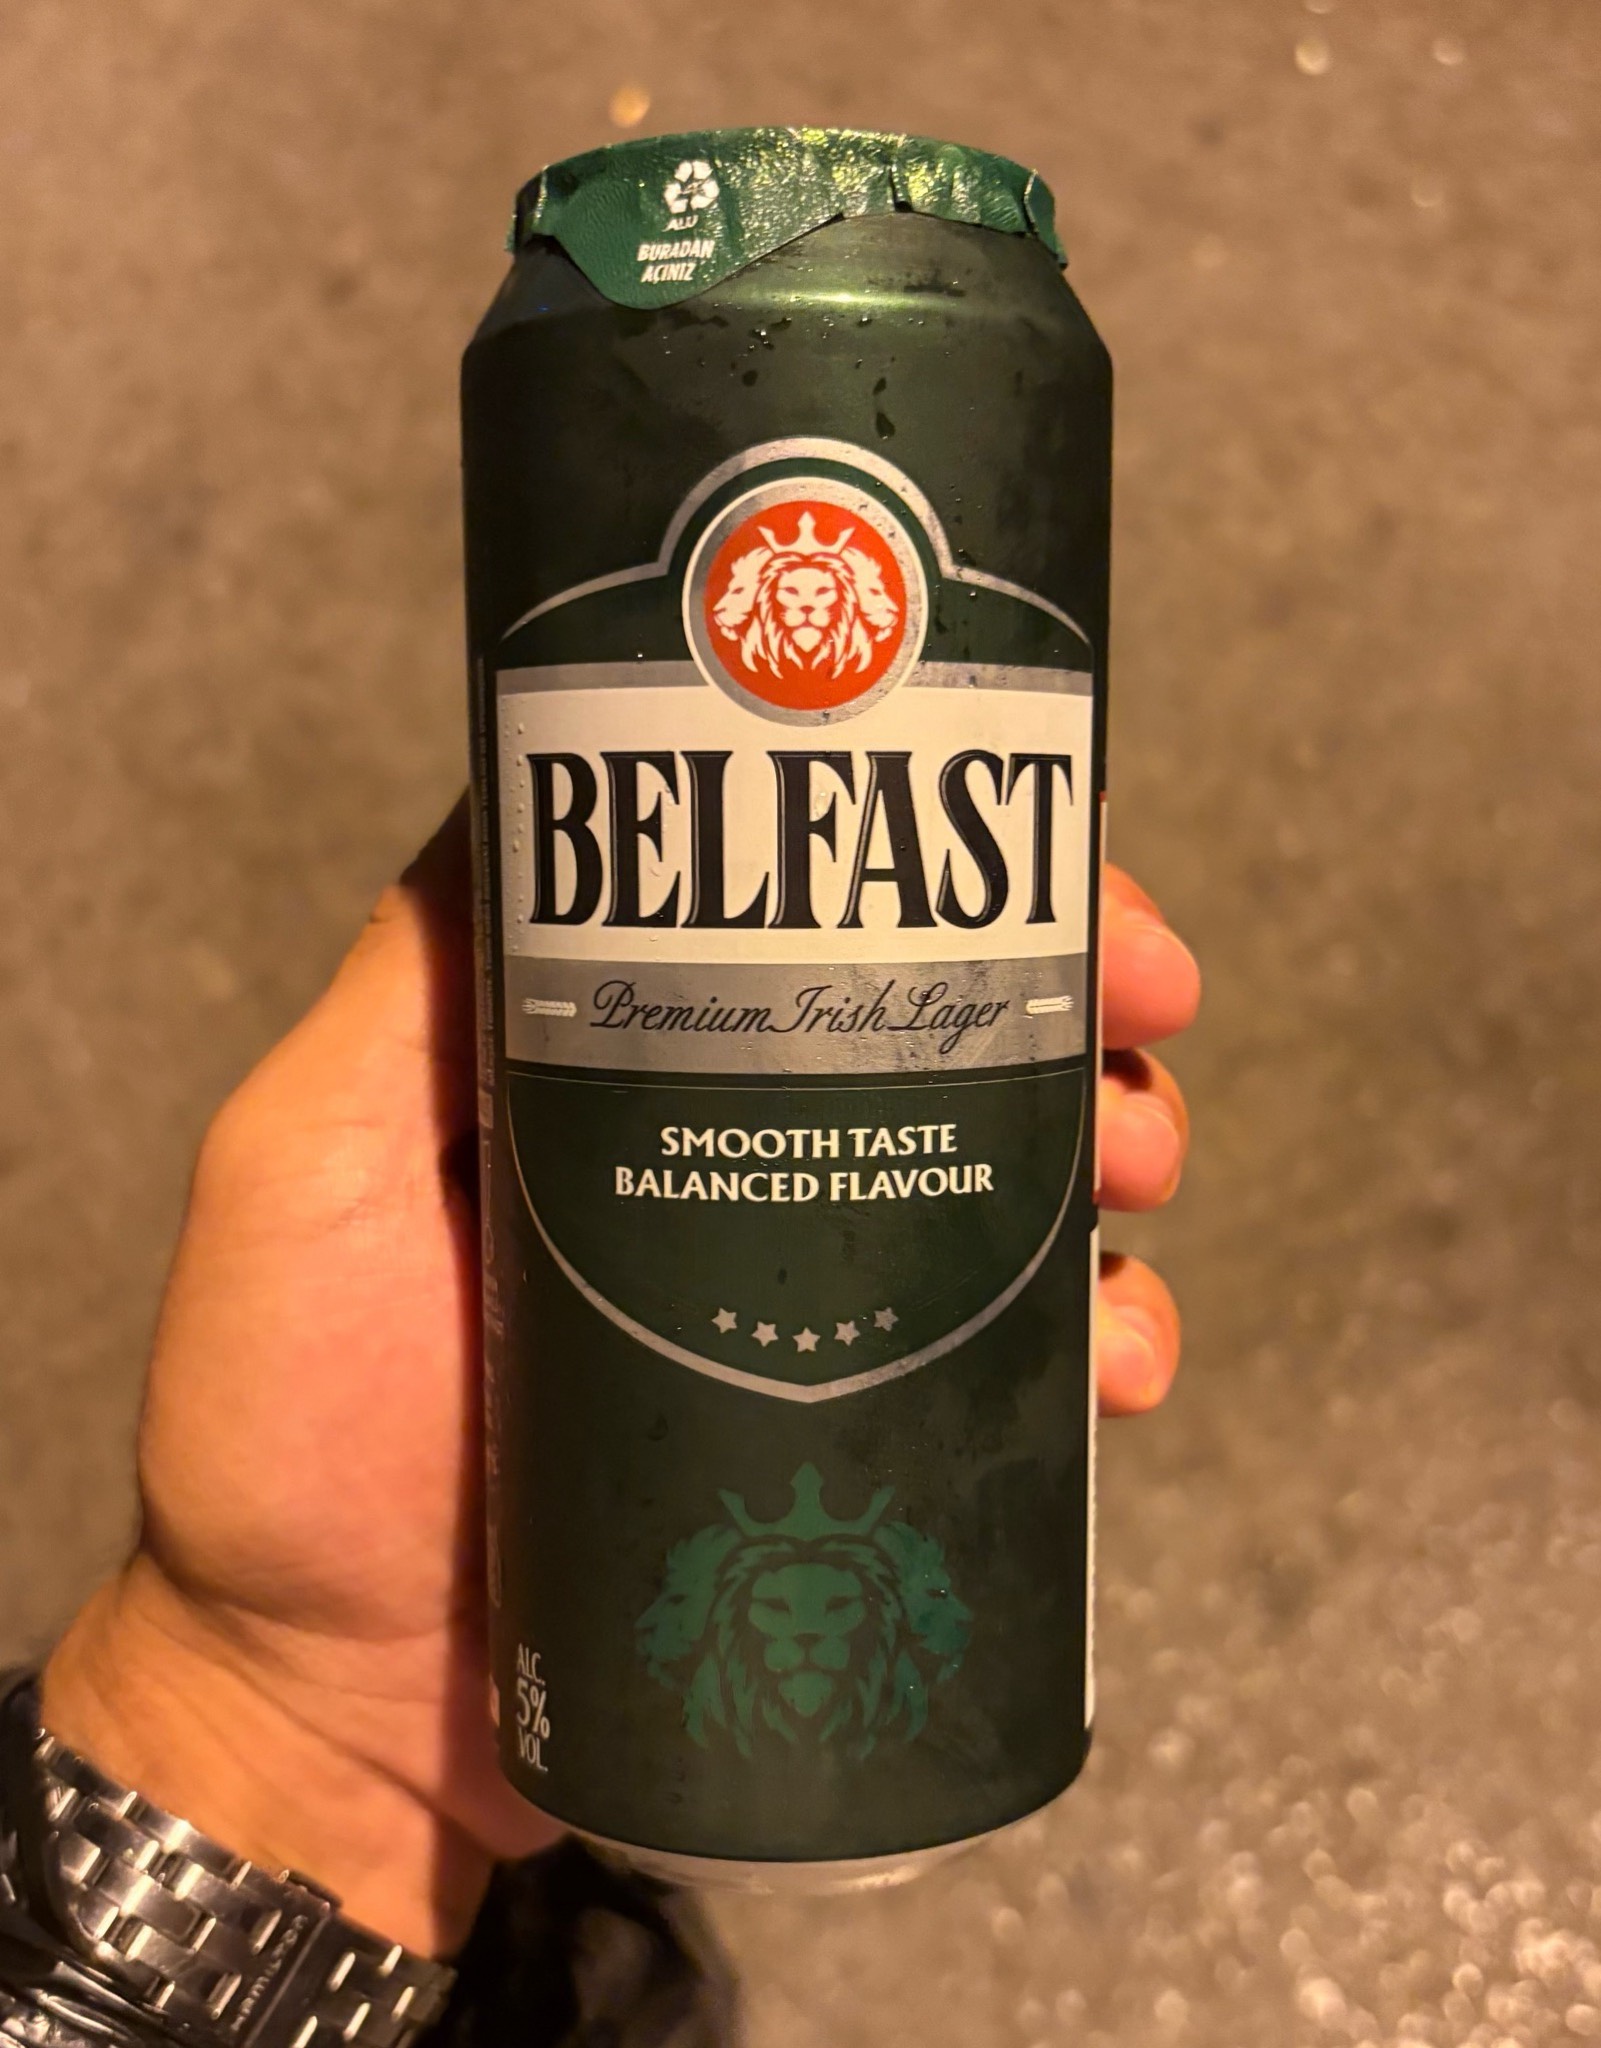 ALU
BURADAN
AÇINIZ
BELFAST
Premium Irish Lager
SMOOTH TASTE
BALANCED FLAVOUR
ALC.
5%
VOL.